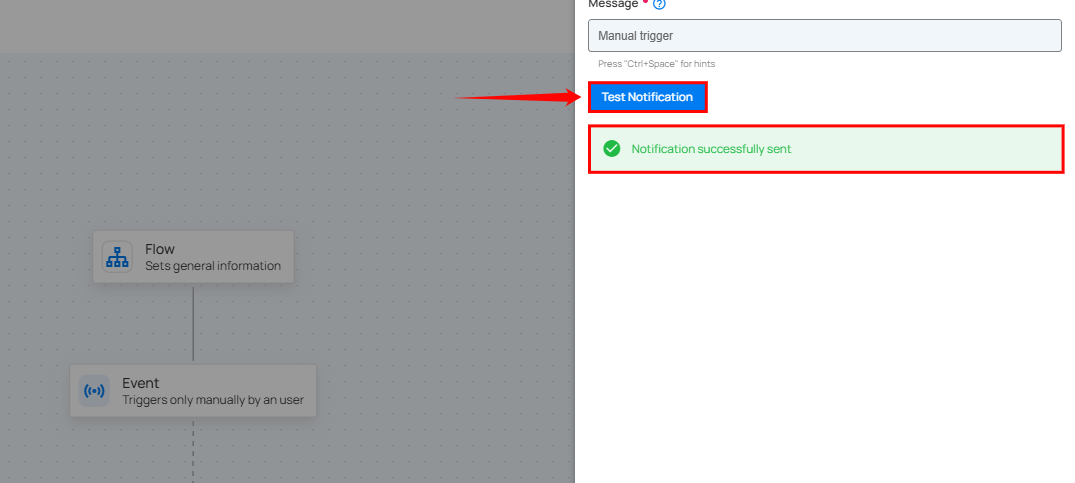 Message *
Manual trigger
Press "Ctrl+Space" for hints
Test Notification
Notification successfully sent
Flow
Sets general information
Event
Triggers only manually by an user